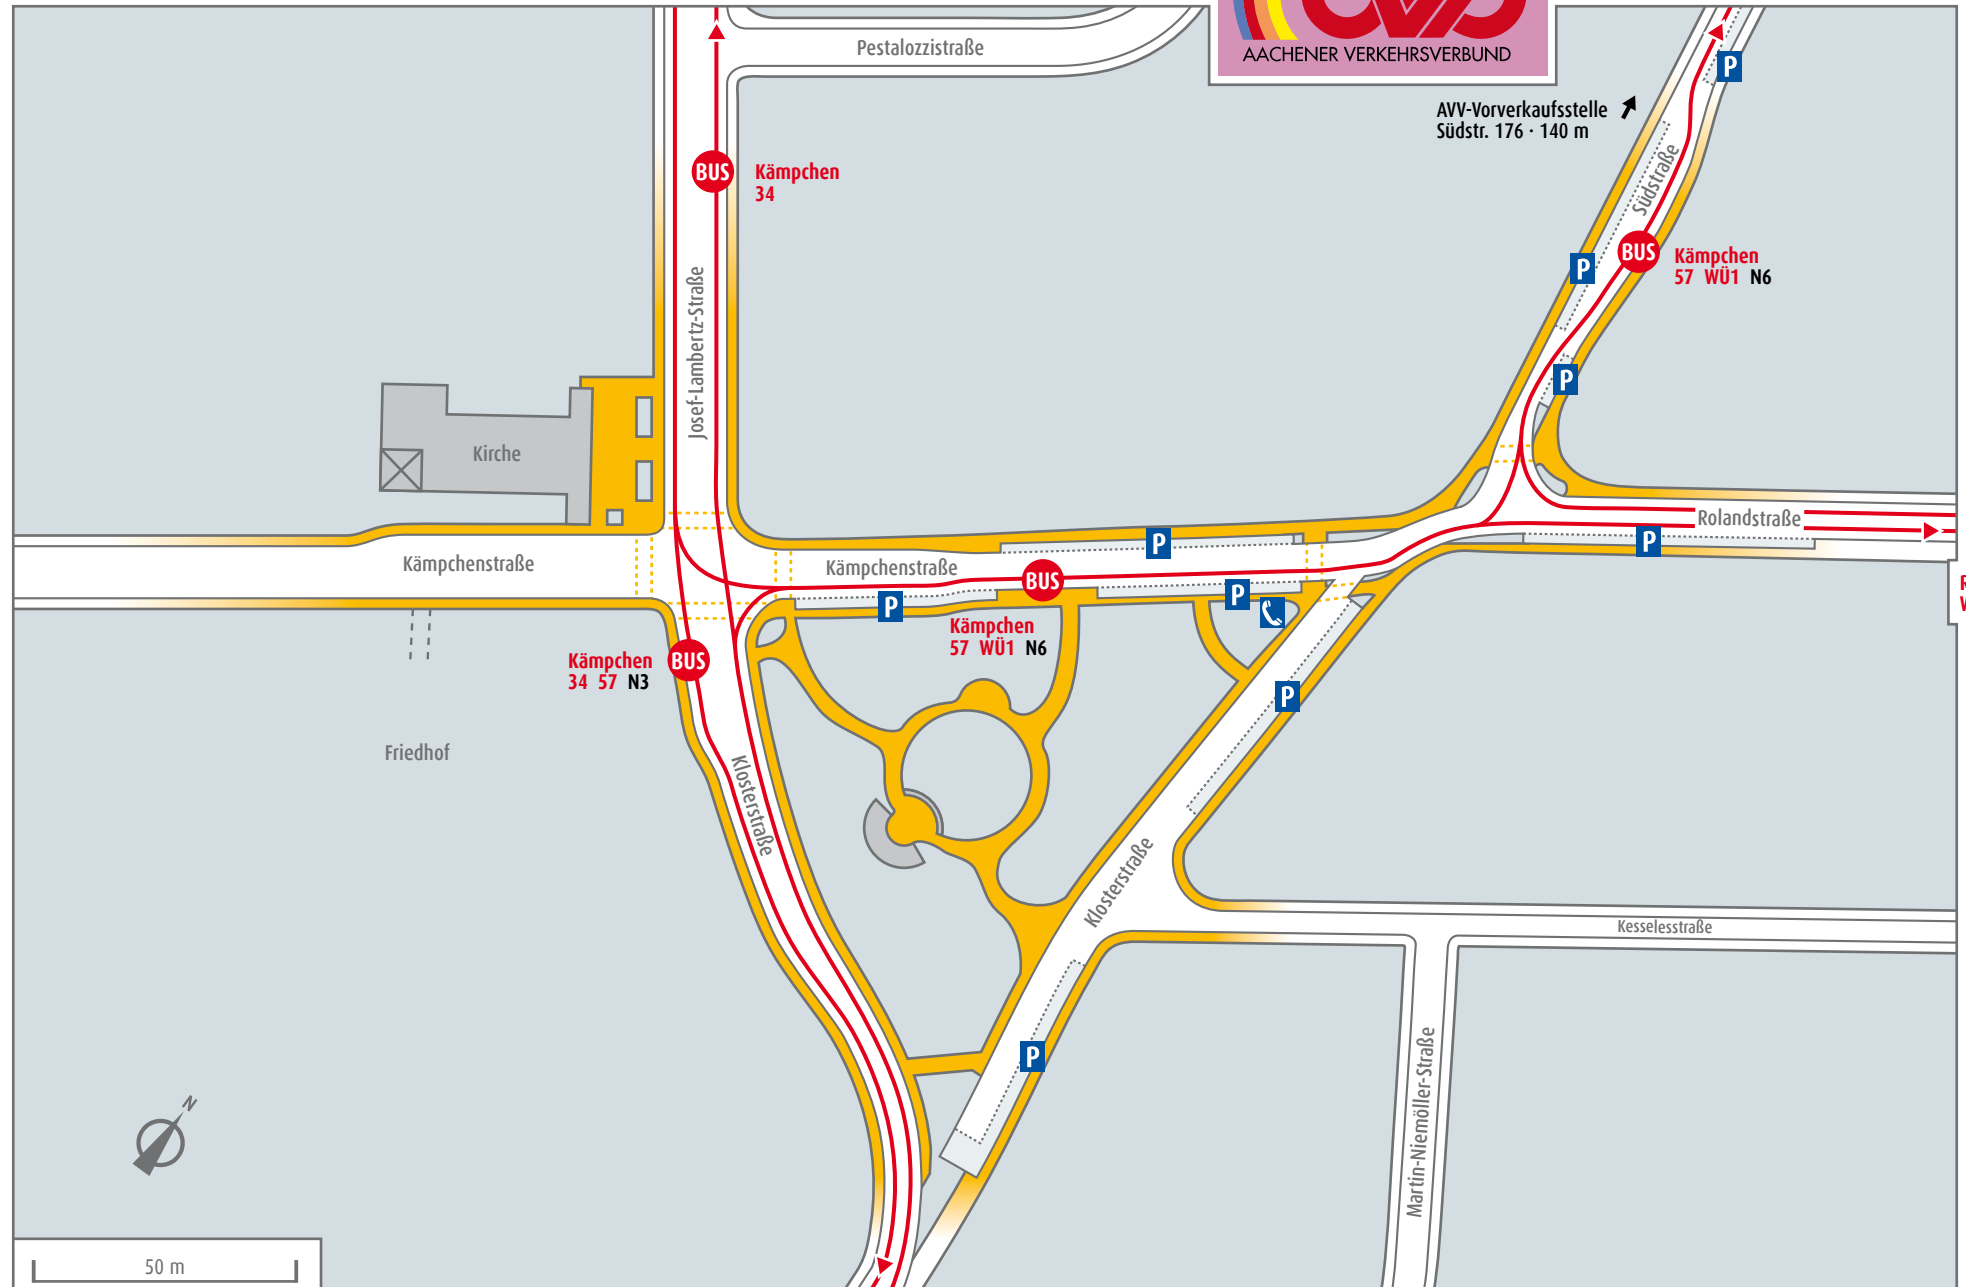 Pestalozzistraße
AACHENER VERKEHRSVERBUND
P
AVV-Vorverkaufsstelle
Südstr. 176 · 140 m
BUS
Kämpchen
34
Südstraße
BUS
Kämpchen
57 WÜ1 N6
P
Josef-Lambertz-Straße
P
Kirche
Rolandstraße
P
P
Kämpchenstraße
Kämpchenstraße
BUS
P
P
Kämpchen
57 WÜ1 N6
Kämpchen
34 57 N3
BUS
P
Friedhof
Klosterstraße
Klosterstraße
Kesselesstraße
P
Martin-Niemöller-Straße
N
50 m